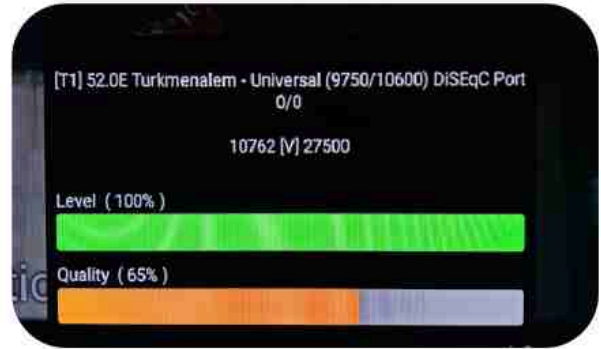 [T1] 52.0E Turkmenalem - Universal (9750/10600) DiSEqC Port
0/0
10762 [V] 27500
Level ( 100% )
Quality ( 65% )